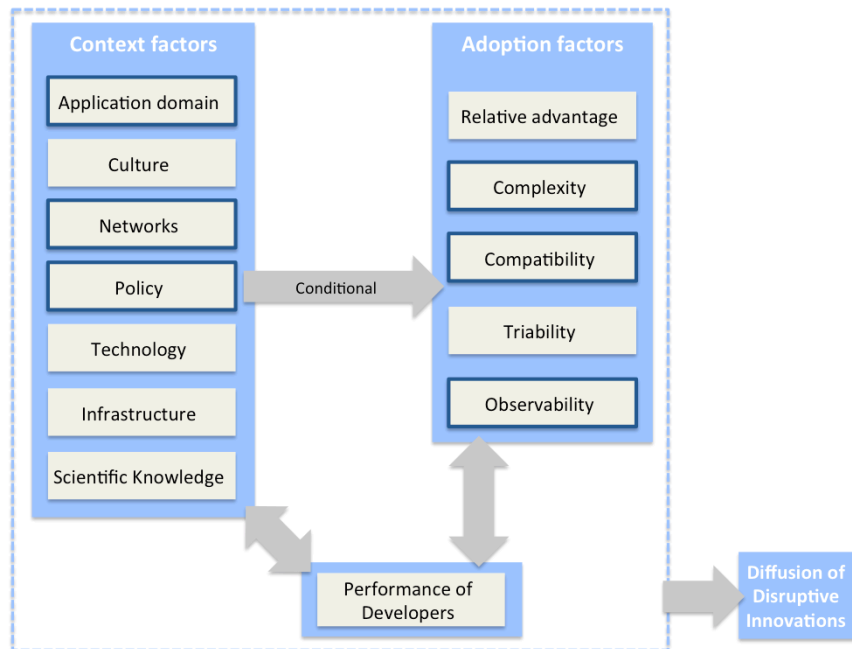 Context factors
Application domain
Culture
Networks
Policy
Technology
Infrastructure
Scientific Knowledge
Conditional
Adoption factors
Relative advantage
Complexity
Compatibility
Triability
Observability
Performance of
Developers
Diffusion of
Disruptive
Innovations